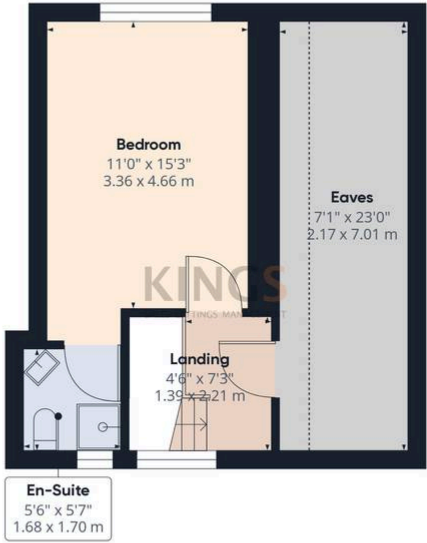 Bedroom
11'0" x 15'3"
3.36 x 4.66 m
Eaves
7'1" x 23'0"
2.17 x 7.01 m
KINGS
Landing
4'6" x 7'3"
1.39 x 2.21 m
En-Suite
5'6" x 5'7"
1.68 x 1.70 m